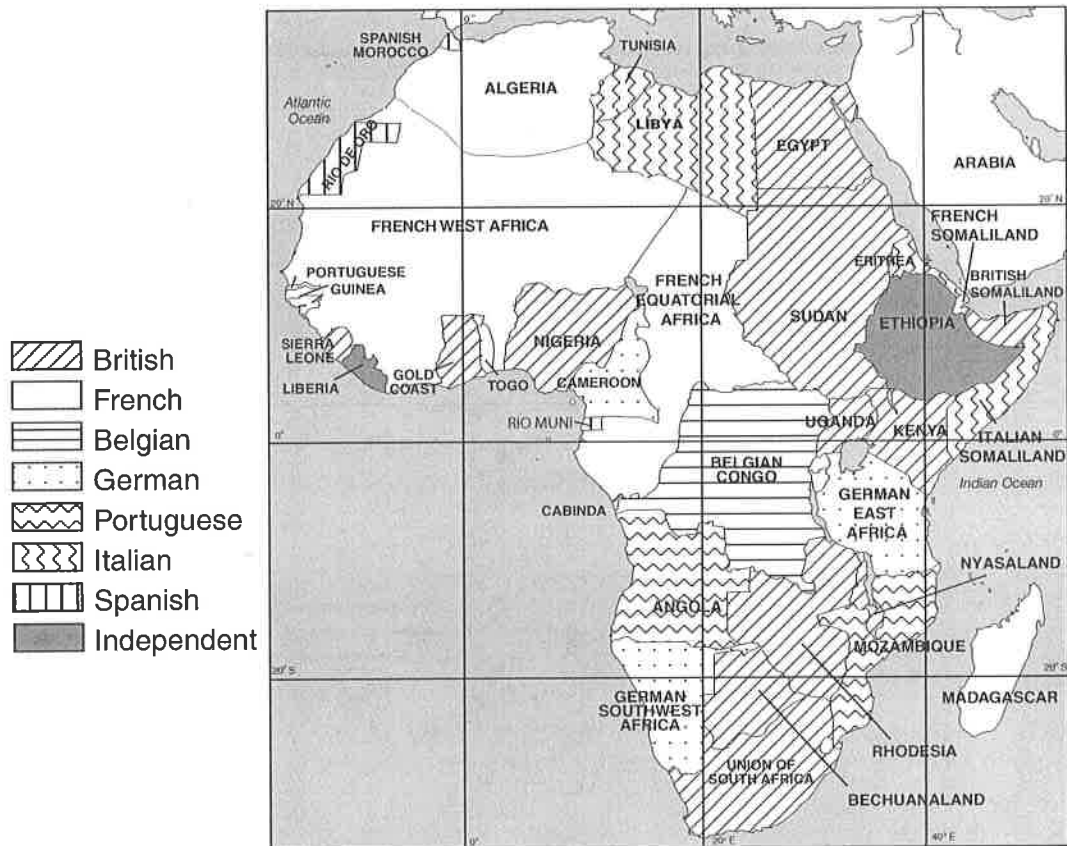 British
French
Belgian
German
Portuguese
Italian
Spanish
Independent
0°
SPANISH
MOROCCO
TUNISIA
ALGERIA
Atlantic
Ocean
LIBYA
EGYPT
RIO DE ORO
ARABIA
20° N
20° N
FRENCH WEST AFRICA
FRENCH
SOMALILAND
ERITREA
BRITISH
SOMALILAND
PORTUGUESE
GUINEA
FRENCH
EQUATORIAL
AFRICA
SUDAN
ETHIOPIA
NIGERIA
SIERRA
LEONE
LIBERIA
GOLD
COAST
TOGO
CAMEROON
RIO MUNI
UGANDA
KENYA
0°
0°
ITALIAN
SOMALILAND
BELGIAN
CONGO
Indian Ocean
CABINDA
GERMAN
EAST
AFRICA
NYASALAND
ANGOLA
MOZAMBIQUE
20° S
20° S
GERMAN
SOUTHWEST
AFRICA
MADAGASCAR
RHODESIA
UNION OF
SOUTH AFRICA
BECHUANALAND
0°
20° E
40° E